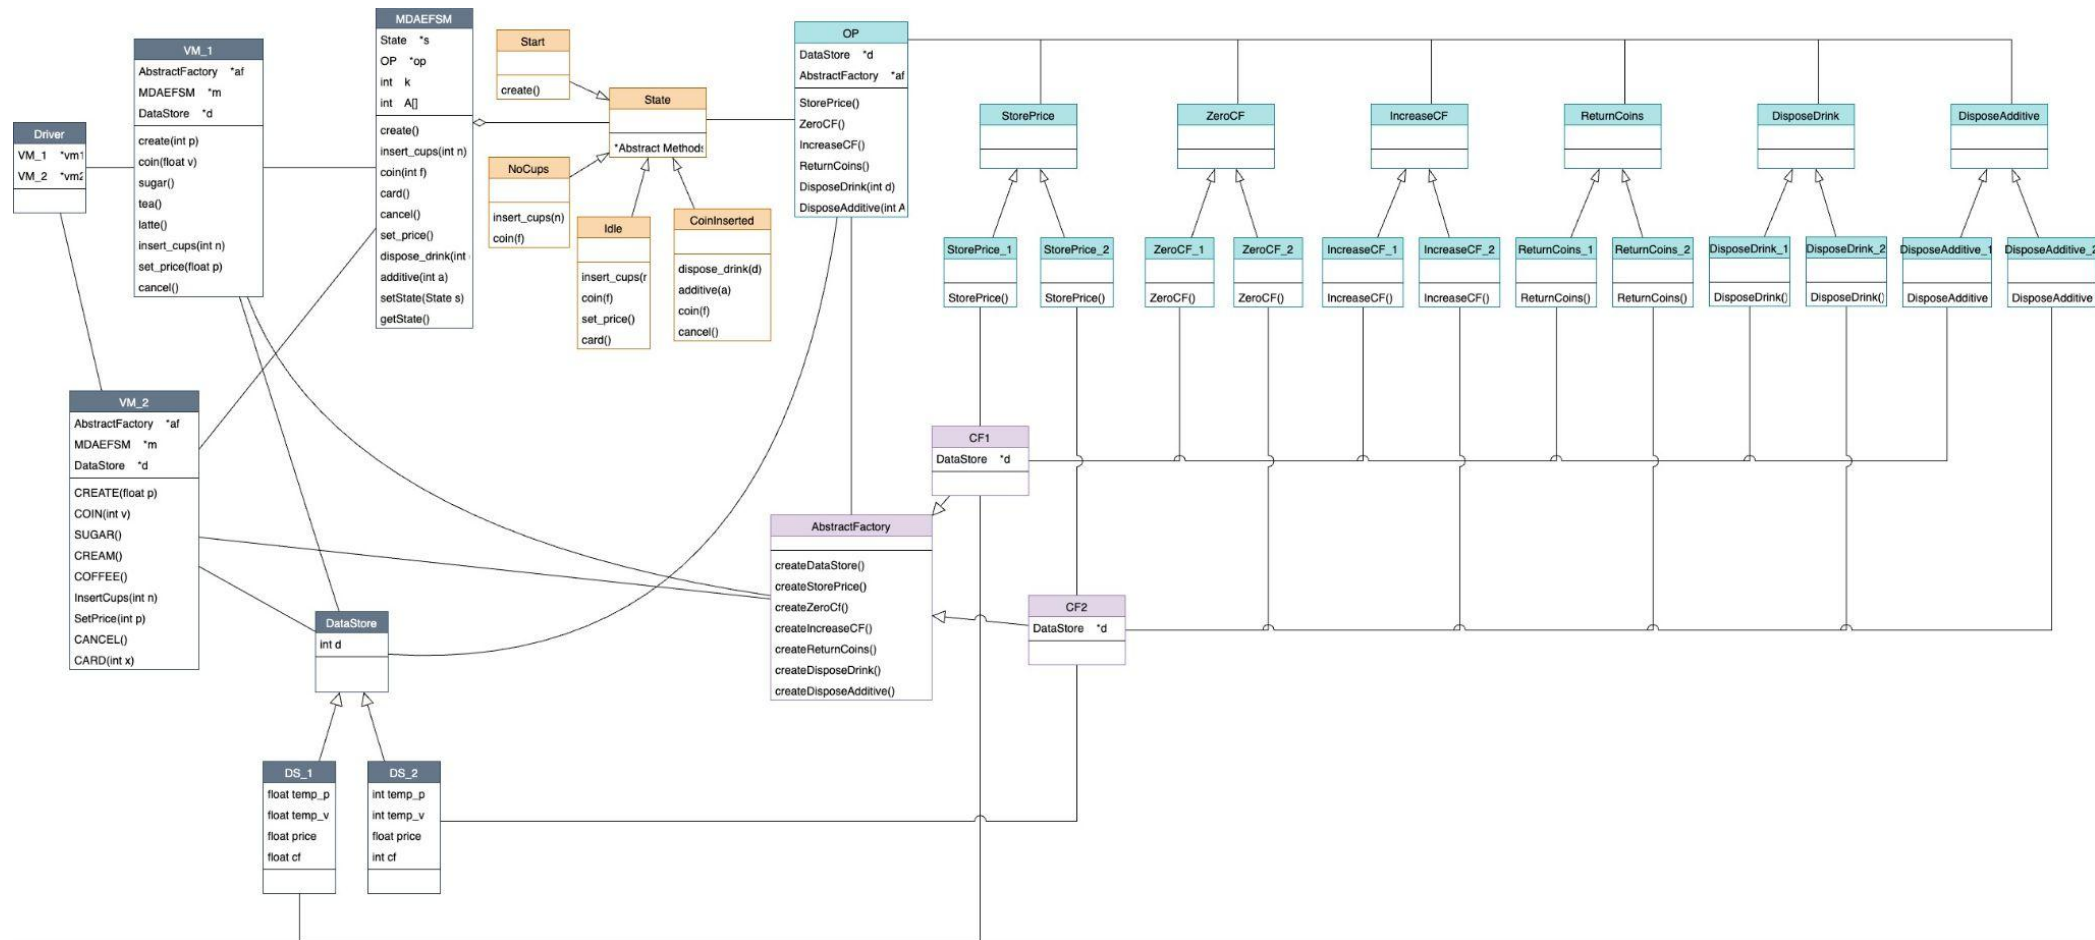 Driver
VM_1 *vm1
VM_2 *vm2
VM_1
AbstractFactory *af
MDAEFSM *m
DataStore *d
create(int p)
coin(float v)
sugar()
tea()
latte()
insert_cups(int n)
set_price(float p)
cancel()
MDAEFSM
State *s
OP *op
int k
int A[]
create()
insert_cups(int n)
coin(int f)
card()
cancel()
set_price()
dispose_drink(int
additive(int a)
setState(State s)
getState()
Start
create()
State
*Abstract Methods
NoCups
insert_cups(n)
coin(f)
Idle
insert_cups(r
coin(f)
set_price()
card()
CoinInserted
dispose_drink(d)
additive(a)
coin(f)
cancel()
OP
DataStore *d
AbstractFactory *af
StorePrice()
ZeroCF()
IncreaseCF()
ReturnCoins()
DisposeDrink(int d)
DisposeAdditive(int A
StorePrice
ZeroCF
IncreaseCF
ReturnCoins
DisposeDrink
DisposeAdditive
StorePrice_1
StorePrice()
StorePrice_2
StorePrice()
ZeroCF_1
ZeroCF()
ZeroCF_2
ZeroCF()
IncreaseCF_1
IncreaseCF()
IncreaseCF_2
IncreaseCF()
ReturnCoins_1
ReturnCoins()
ReturnCoins_2
ReturnCoins()
DisposeDrink_1
DisposeDrink()
DisposeDrink_2
DisposeDrink()
DisposeAdditive_1
DisposeAdditive
DisposeAdditive_2
DisposeAdditive
VM_2
AbstractFactory *af
MDAEFSM *m
DataStore *d
CREATE(float p)
COIN(int v)
SUGAR()
CREAM()
COFFEE()
InsertCups(int n)
SetPrice(int p)
CANCEL()
CARD(int x)
CF1
DataStore *d
AbstractFactory
createDataStore()
createStorePrice()
createZeroCf()
createIncreaseCF()
createReturnCoins()
createDisposeDrink()
createDisposeAdditive()
CF2
DataStore *d
DataStore
int d
DS_1
float temp_p
float temp_v
float price
float cf
DS_2
int temp_p
int temp_v
float price
int cf